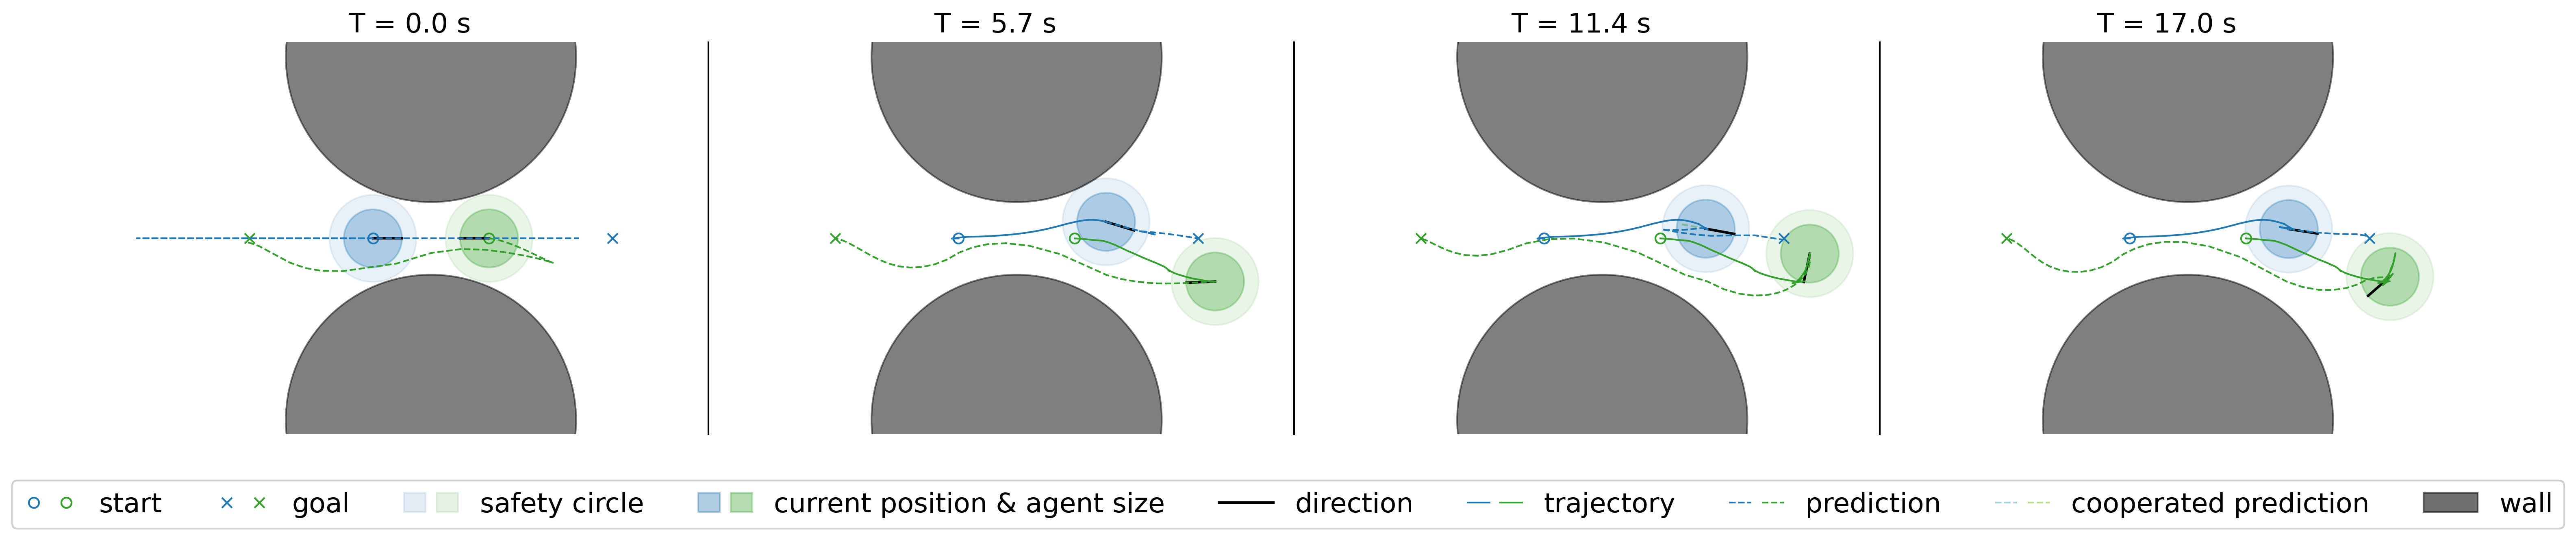 T = 0.0 s
T = 5.7 s
T = 11.4 s
T = 17.0 s
start goal safety circle current position & agent size direction trajectory prediction cooperated prediction wall